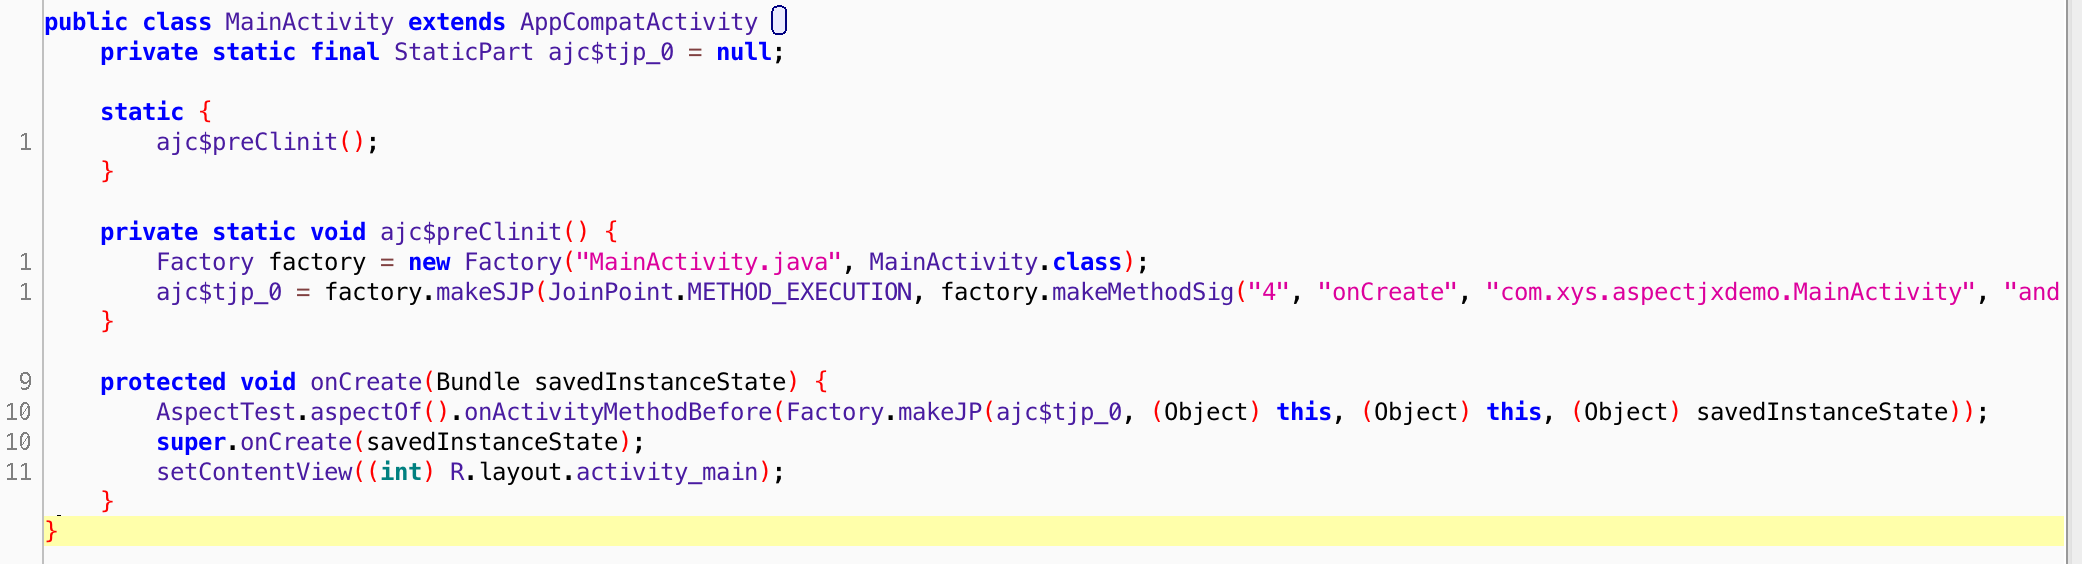 public class MainActivity extends AppCompatActivity {
    private static final StaticPart ajc$tjp_0 = null;

    static {
1        ajc$preClinit();
    }

    private static void ajc$preClinit() {
1        Factory factory = new Factory("MainActivity.java", MainActivity.class);
1        ajc$tjp_0 = factory.makeSJP(JoinPoint.METHOD_EXECUTION, factory.makeMethodSig("4", "onCreate", "com.xys.aspectjxdemo.MainActivity", "and
    }

9    protected void onCreate(Bundle savedInstanceState) {
10        AspectTest.aspectOf().onActivityMethodBefore(Factory.makeJP(ajc$tjp_0, (Object) this, (Object) this, (Object) savedInstanceState));
10        super.onCreate(savedInstanceState);
11        setContentView((int) R.layout.activity_main);
    }
}